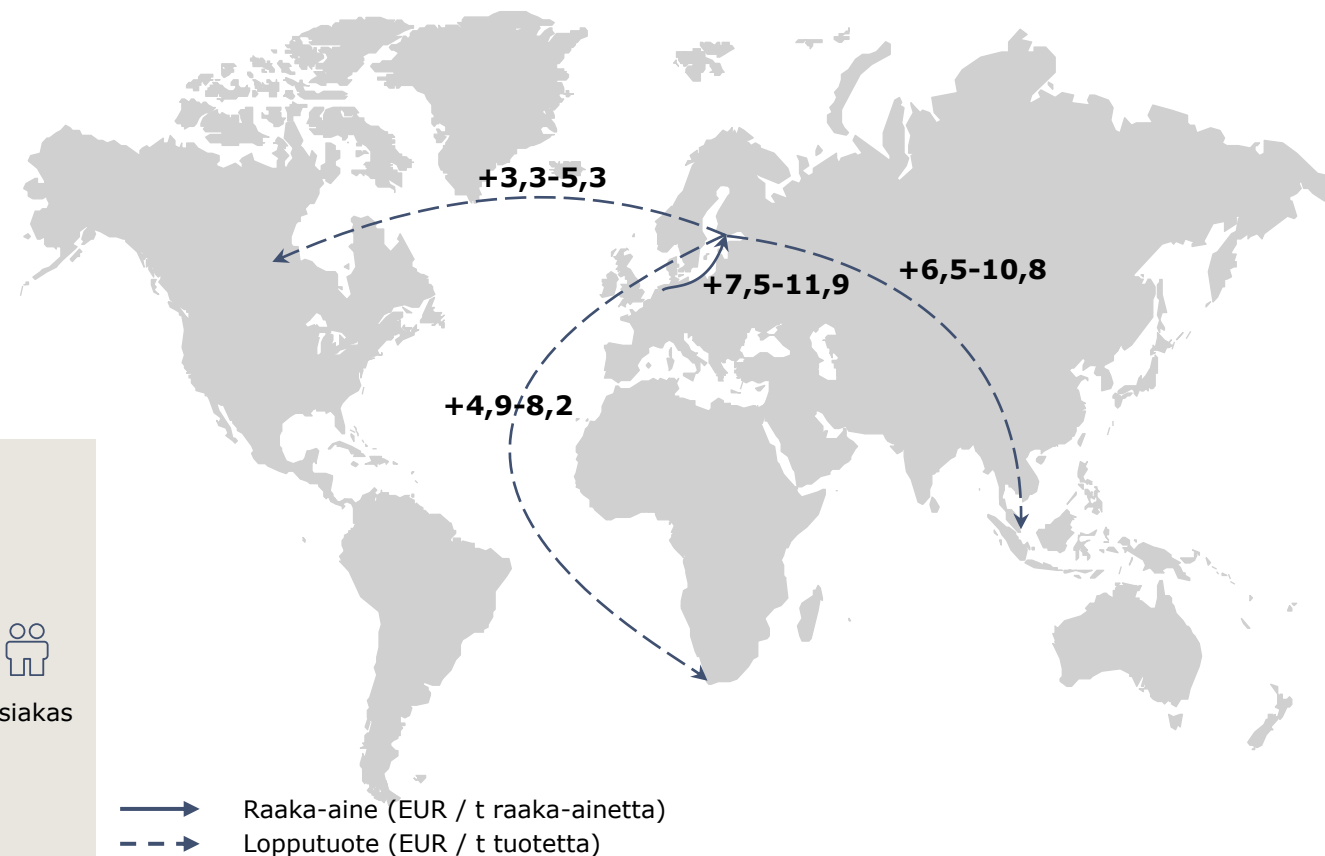 +3,3-5,3
+6,5-10,8
+7,5-11,9
+4,9-8,2
siakas
Raaka-aine (EUR / t raaka-ainetta)
Lopputuote (EUR / t tuotetta)